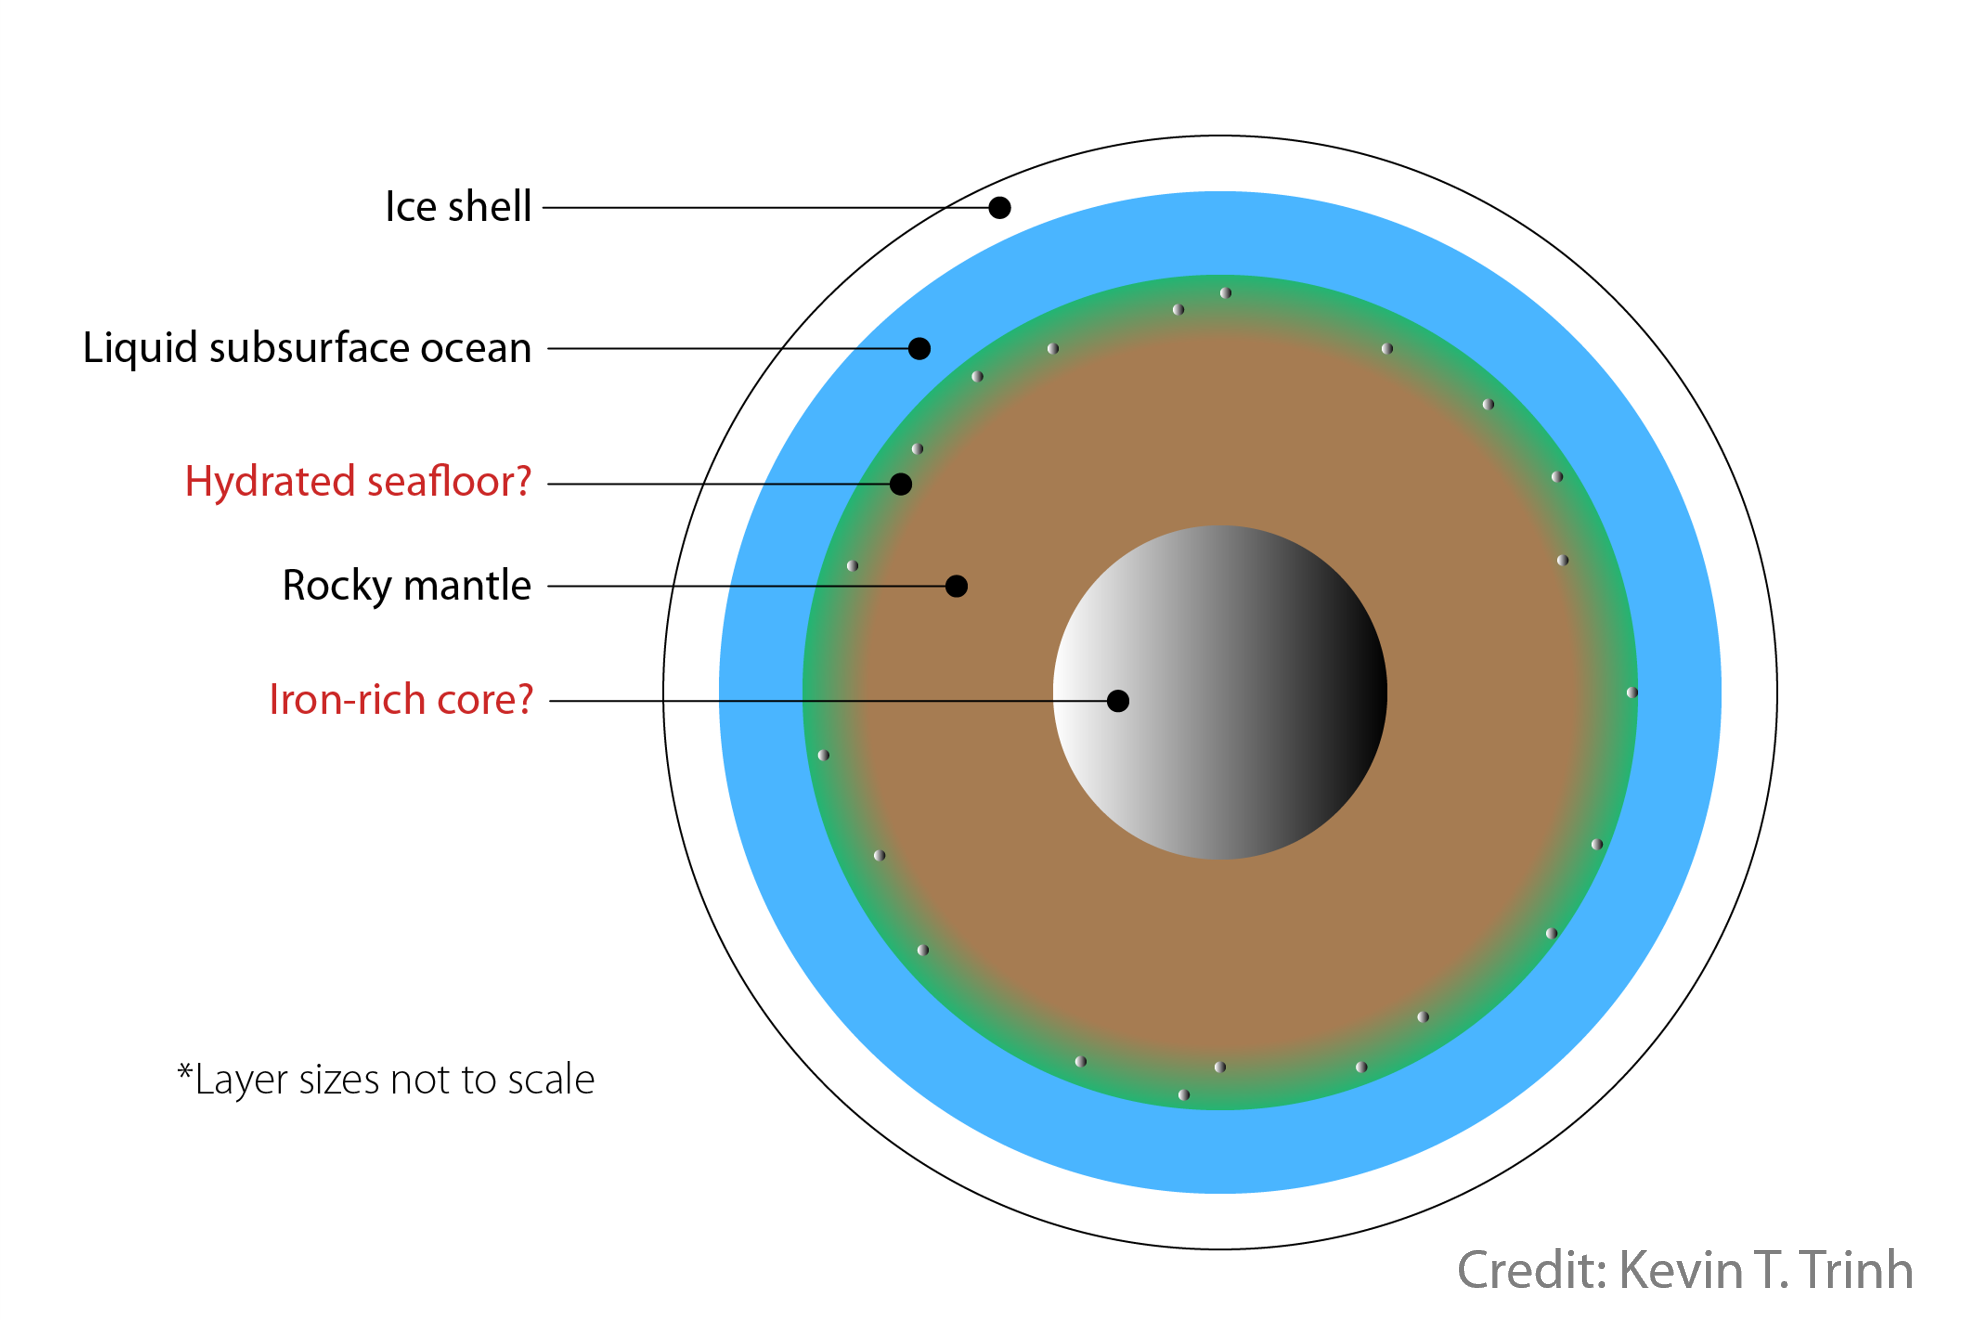 Ice shell
Liquid subsurface ocean
Hydrated seafloor?
Rocky mantle
Iron-rich core?
*Layer sizes not to scale
Credit: Kevin T. Trinh